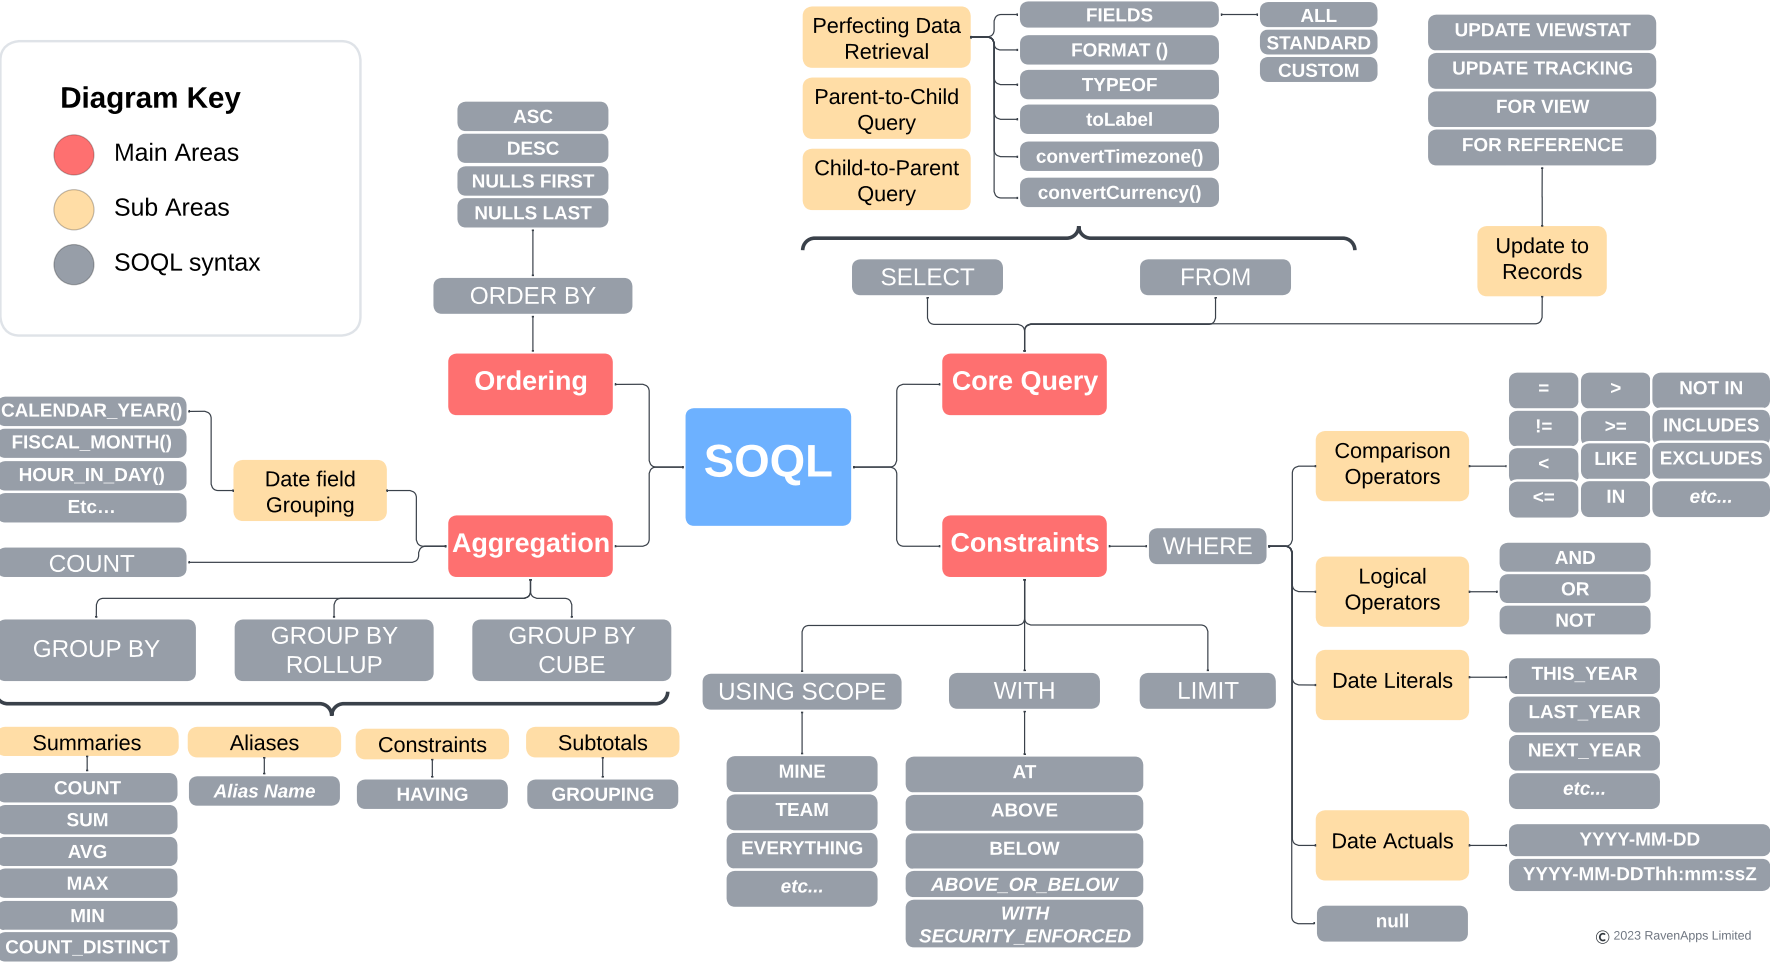 Diagram Key
Main Areas
Sub Areas
SOQL syntax
ASC
DESC
NULLS FIRST
NULLS LAST
ORDER BY
Ordering
Perfecting Data
Retrieval
Parent-to-Child
Query
Child-to-Parent
Query
FIELDS
FORMAT ()
TYPEOF
toLabel
convertTimezone()
convertCurrency()
ALL
STANDARD
CUSTOM
UPDATE VIEWSTAT
UPDATE TRACKING
FOR VIEW
FOR REFERENCE
Update to
Records
SELECT
FROM
Core Query
SOQL
CALENDAR_YEAR()
FISCAL_MONTH()
HOUR_IN_DAY()
Etc…
Date field
Grouping
COUNT
Aggregation
GROUP BY
GROUP BY
ROLLUP
GROUP BY
CUBE
Summaries
COUNT
SUM
AVG
MAX
MIN
COUNT_DISTINCT
Aliases
Alias Name
Constraints
HAVING
Subtotals
GROUPING
Constraints
WHERE
USING SCOPE
MINE
TEAM
EVERYTHING
etc...
WITH
AT
ABOVE
BELOW
ABOVE_OR_BELOW
WITH
SECURITY_ENFORCED
LIMIT
Comparison
Operators
= > NOT IN
!= >= INCLUDES
< LIKE EXCLUDES
<= IN etc...
Logical
Operators
AND
OR
NOT
Date Literals
THIS_YEAR
LAST_YEAR
NEXT_YEAR
etc...
Date Actuals
YYYY-MM-DD
YYYY-MM-DDThh:mm:ssZ
null
© 2023 RavenApps Limited